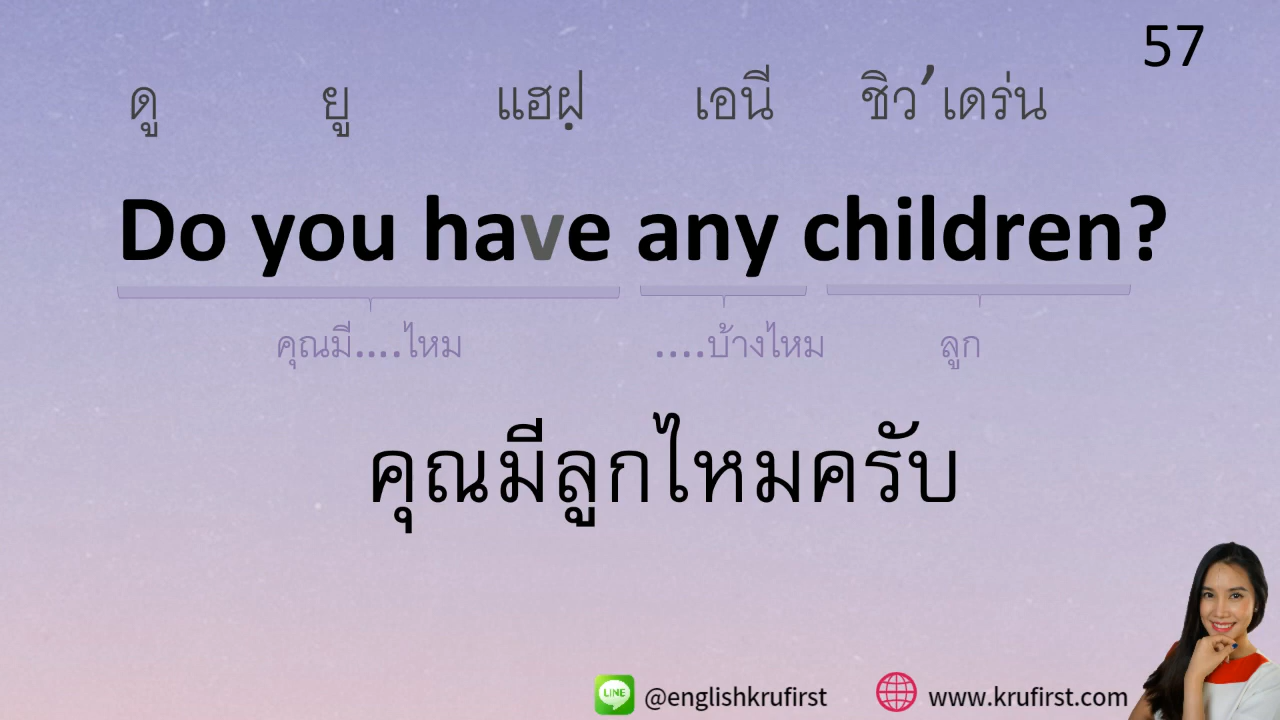 57
ดู ยู แฮฝฺ เอนี ชิว’เดร่น
Do you have any children?
คุณมี....ไหม ....บ้างไหม ลูก
คุณมีลูกไหมครับ
LINE @englishkrufirst www.krufirst.com